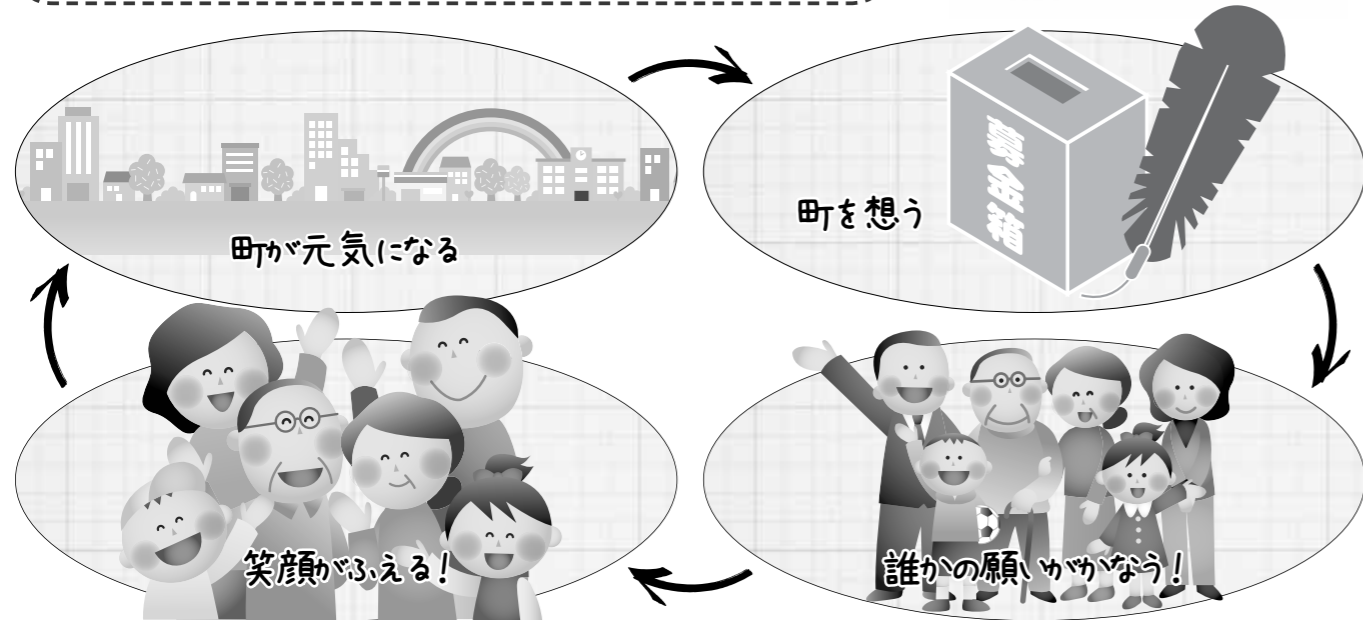 町が元気になる
町を想う
募金箱
笑顔がふえる!
誰かの願いがかなう!